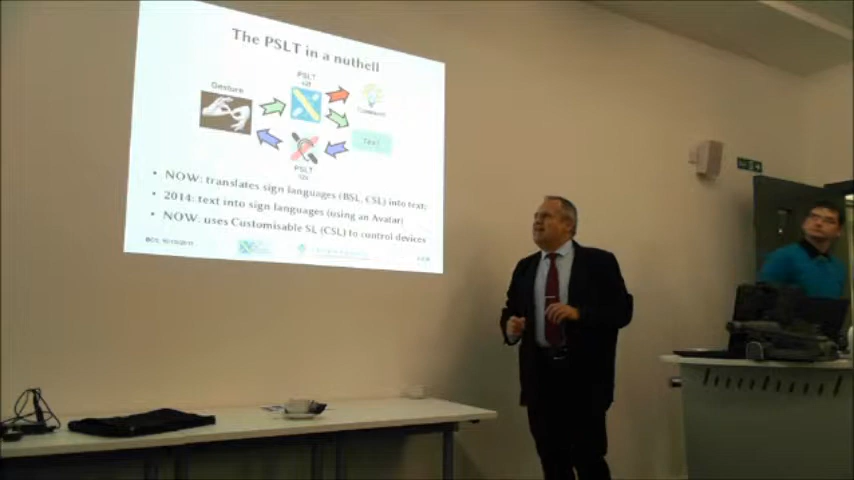 The PSLT in a nuthell
Gesture
PSLT
Text
PSLT
• NOW: translates sign languages (BSL, CSL) into text;
• 2014: text into sign languages (using an Avatar)
• NOW: uses Customisable SL (CSL) to control devices